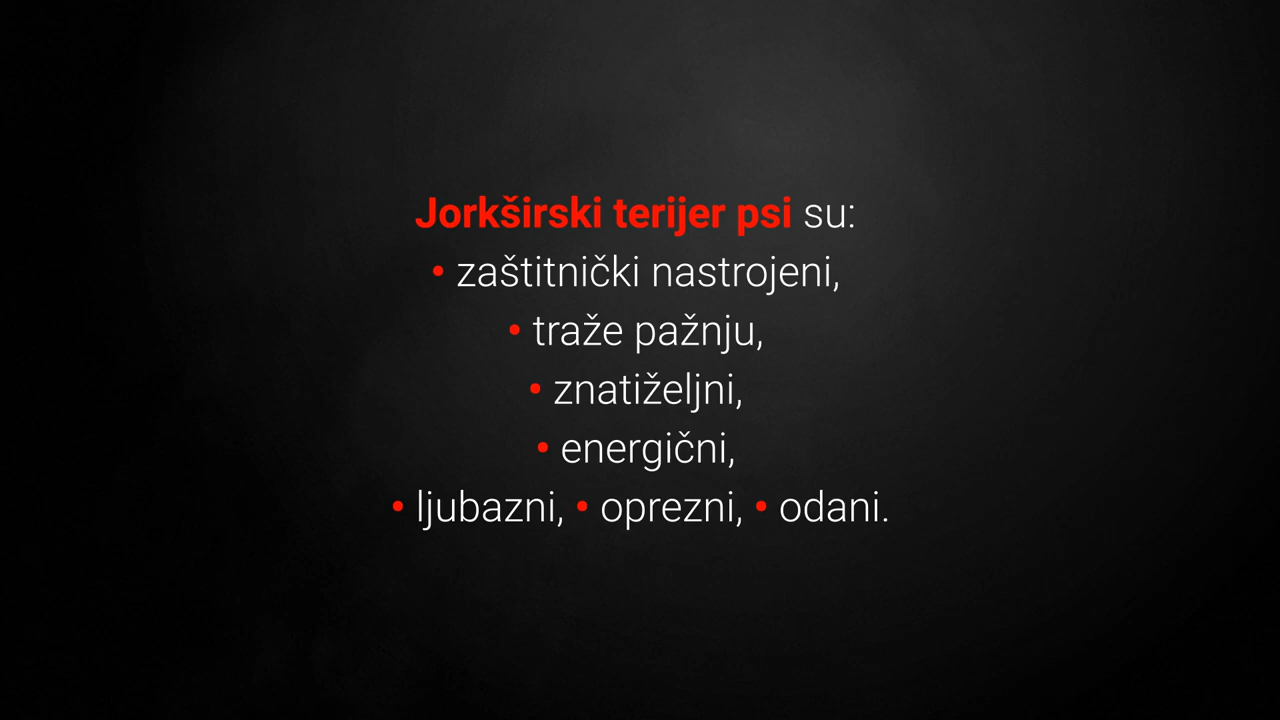 Jorkširski terijer psi su:
• zaštitnički nastrojeni,
• traže pažnju,
• znatiželjni,
• energični,
• ljubazni, • oprezni, • odani.